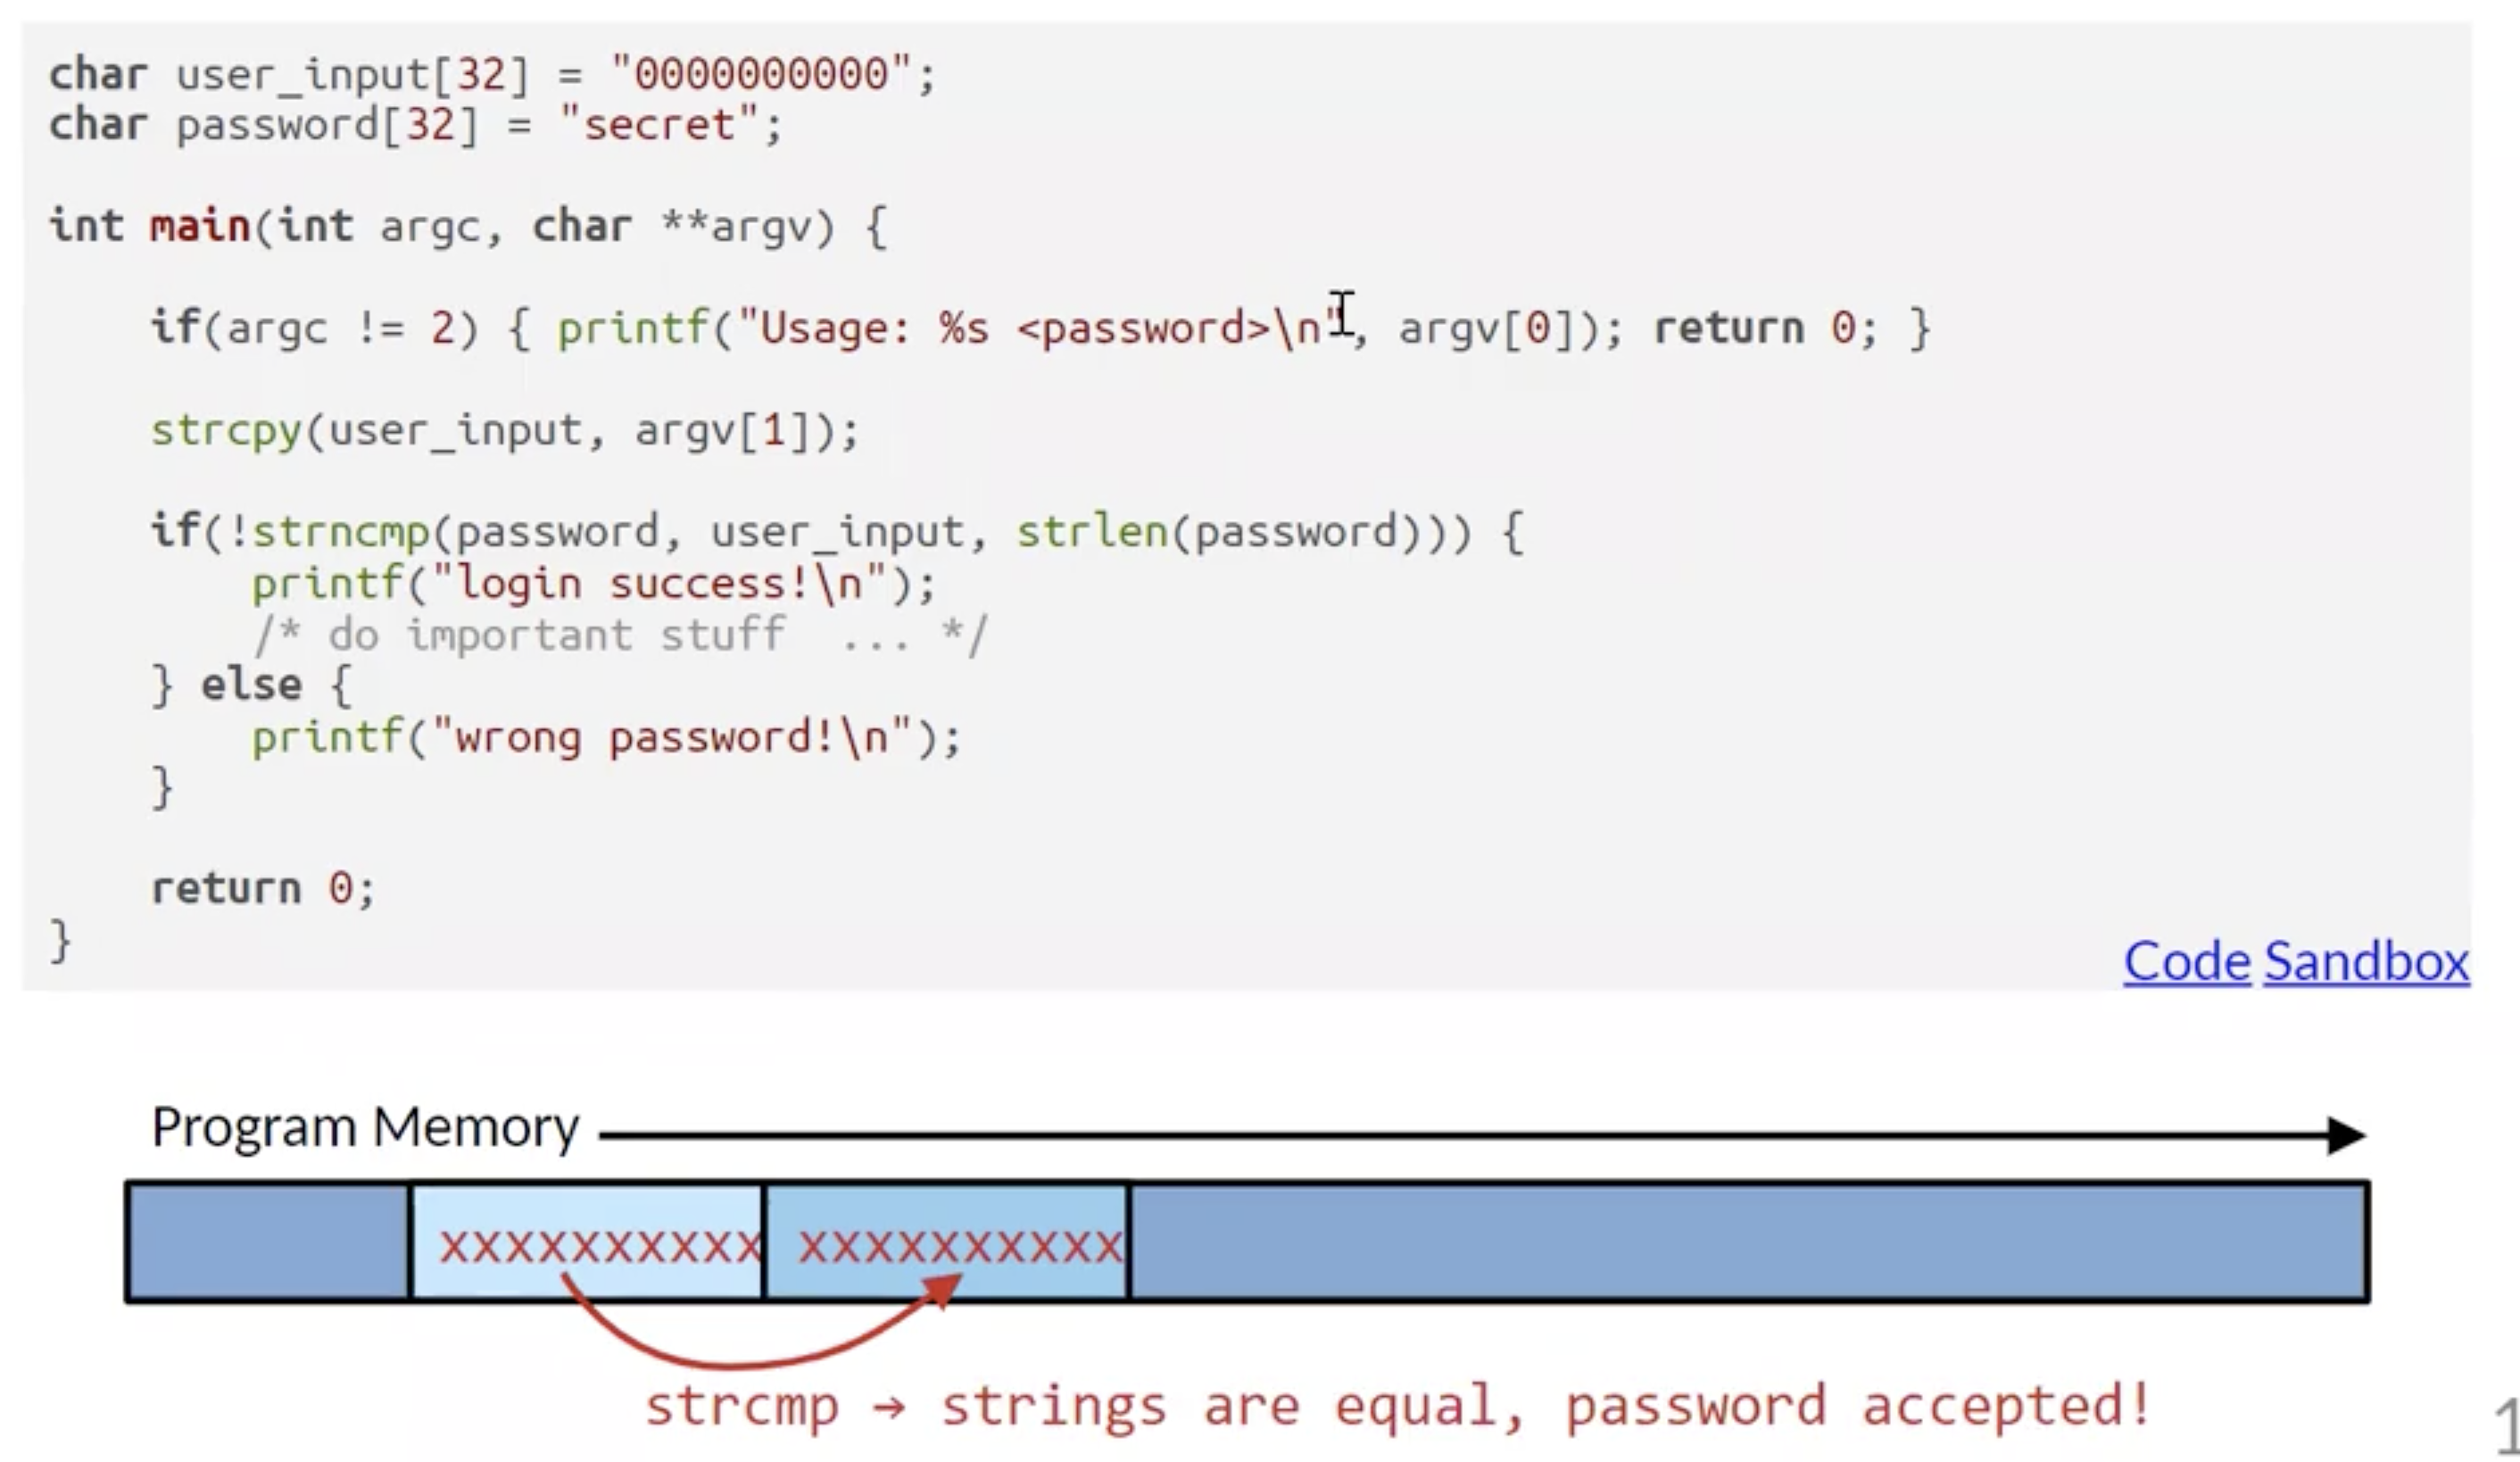 char user_input[32] = "0000000000";
char password[32] = "secret";
int main(int argc, char **argv) {
    if(argc != 2) { printf("Usage: %s <password>\n", argv[0]); return 0; }
    strcpy(user_input, argv[1]);
    if(!strncmp(password, user_input, strlen(password))) {
        printf("login success!\n");
        /* do important stuff  ... */
    } else {
        printf("wrong password!\n");
    }
    return 0;
}
Code Sandbox
Program Memory
xxxxxxxxxx xxxxxxxxxx
strcmp → strings are equal, password accepted!
1